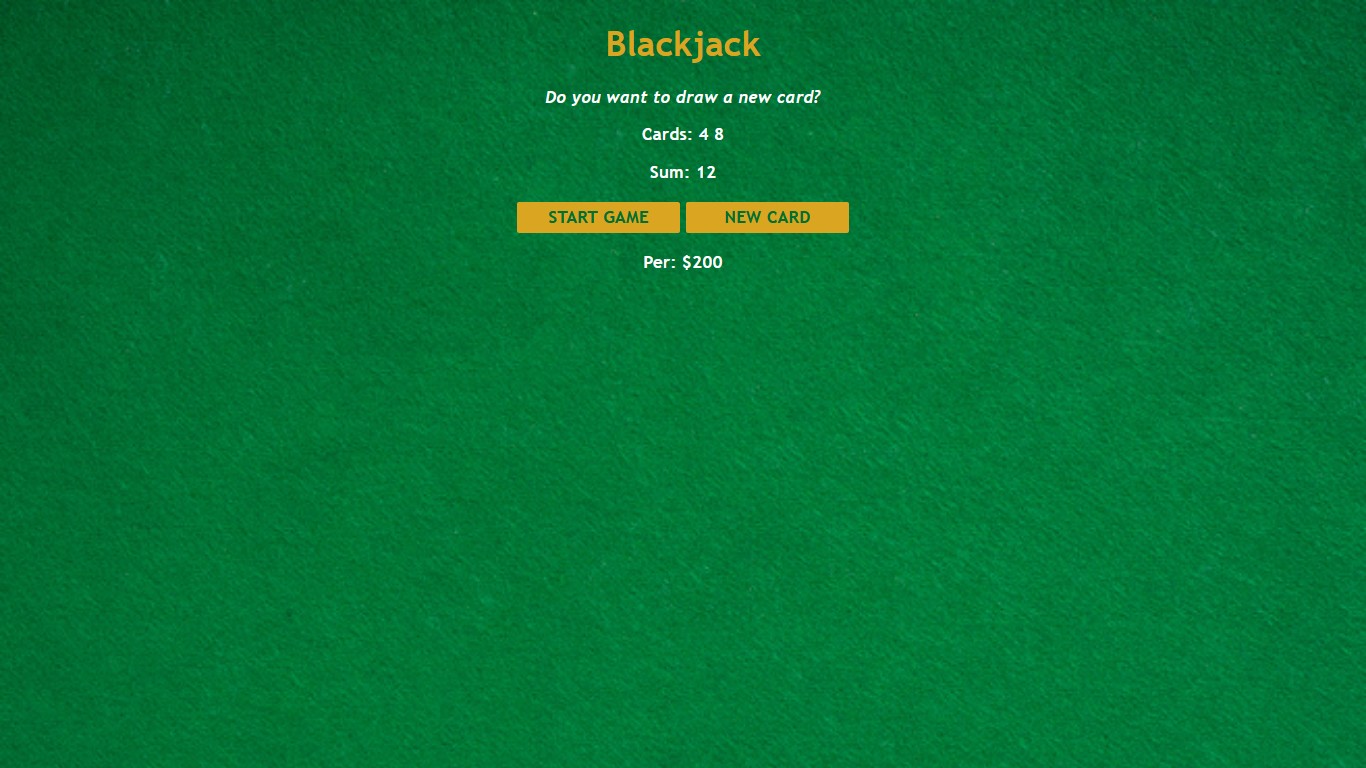 Blackjack
Do you want to draw a new card?
Cards: 4 8
Sum: 12
START GAME NEW CARD
Per: $200